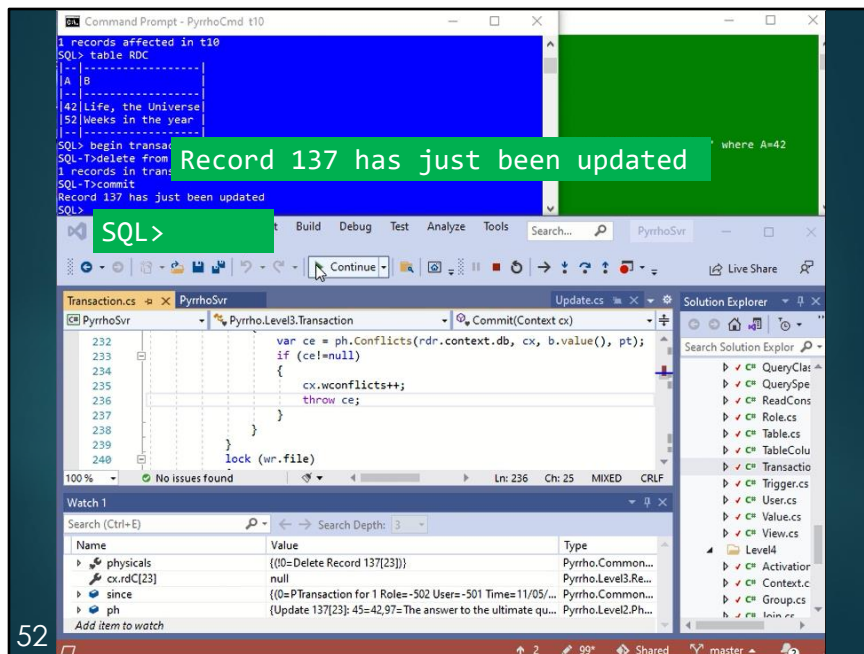 Command Prompt - PyrrhoCmd t10
1 records affected in t10
SQL> table RDC
|--|------------------|
|A |B
|--|------------------|
|42|Life, the Universe|
|52|Weeks in the year |
|--|------------------|
SQL> begin transac
' where A=42
SQL-T>delete from
Record 137 has just been updated
1 records in trans
SQL-T>commit
Record 137 has just been updated
SQL>
SQL>
Build Debug Test Analyze Tools Search... PyrrhoSvr
Continue
Live Share
Transaction.cs PyrrhoSvr Update.cs
PyrrhoSvr Pyrrho.Level3.Transaction Commit(Context cx)
232 var ce = ph.Conflicts(rdr.context.db, cx, b.value(), pt);
233 if (ce!=null)
234 {
235 cx.wconflicts++;
236 throw ce;
237 }
238 }
239 }
240 lock (wr.file)
100 % No issues found Ln: 236 Ch: 25 MIXED CRLF
Solution Explorer
Search Solution Explor
C# QueryClas
C# QuerySpe
C# ReadCons
C# Role.cs
C# Table.cs
C# TableColu
C# Transactio
C# Trigger.cs
C# User.cs
C# Value.cs
C# View.cs
Level4
C# Activation
C# Context.c
C# Group.cs
Watch 1
Search (Ctrl+E) Search Depth: 3
Name Value Type
physicals {(!0=Delete Record 137[23])} Pyrrho.Common...
cx.rdC[23] null Pyrrho.Level3.Re...
since {(0=PTransaction for 1 Role=-502 User=-501 Time=11/05/... Pyrrho.Common...
ph {Update 137[23]: 45=42,97=The answer to the ultimate qu... Pyrrho.Level2.Ph...
Add item to watch
52
2 99* Shared master